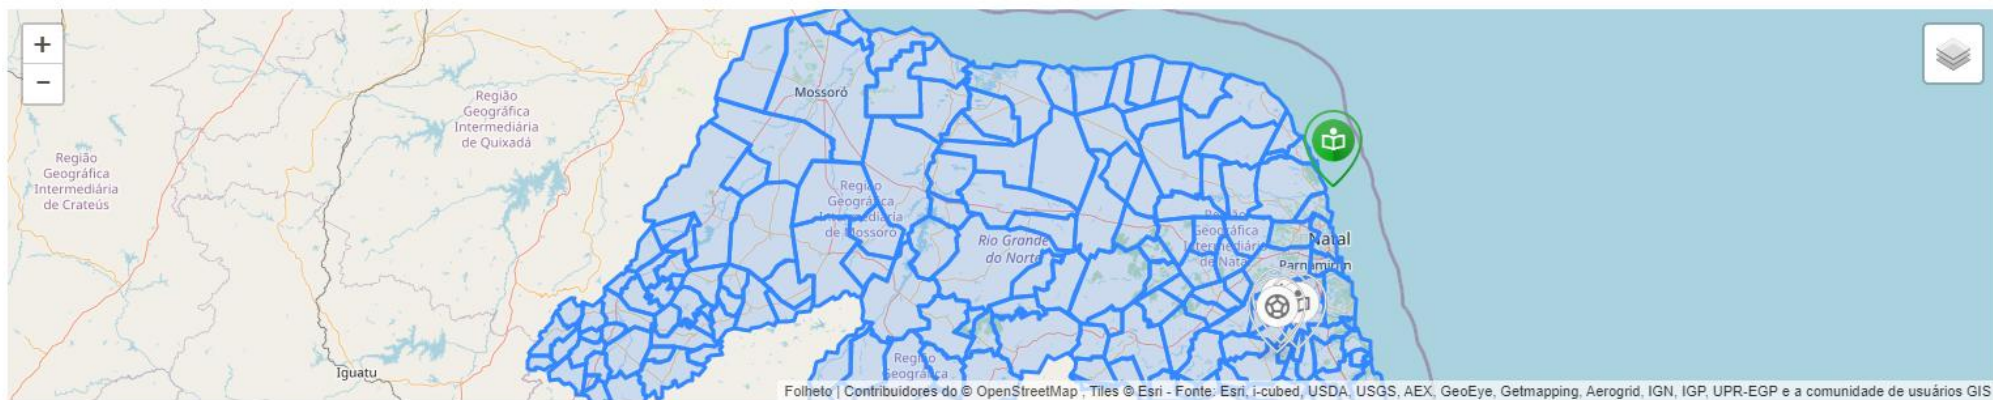 +
−
Mossoró
Região
Geográfica
Intermediária
de Quixadá
Região
Geográfica
Intermediária
de Crateús
Região
Geográfica
Intermediária
de Mossoró
Rio Grande
do Norte
Região
Geográfica
Intermediária
de Natal
Natal
Parnamirim
Iguatu
Região
Geográfica
Folheto | Contribuidores do © OpenStreetMap , Tiles © Esri - Fonte: Esri, i-cubed, USDA, USGS, AEX, GeoEye, Getmapping, Aerogrid, IGN, IGP, UPR-EGP e a comunidade de usuários GIS